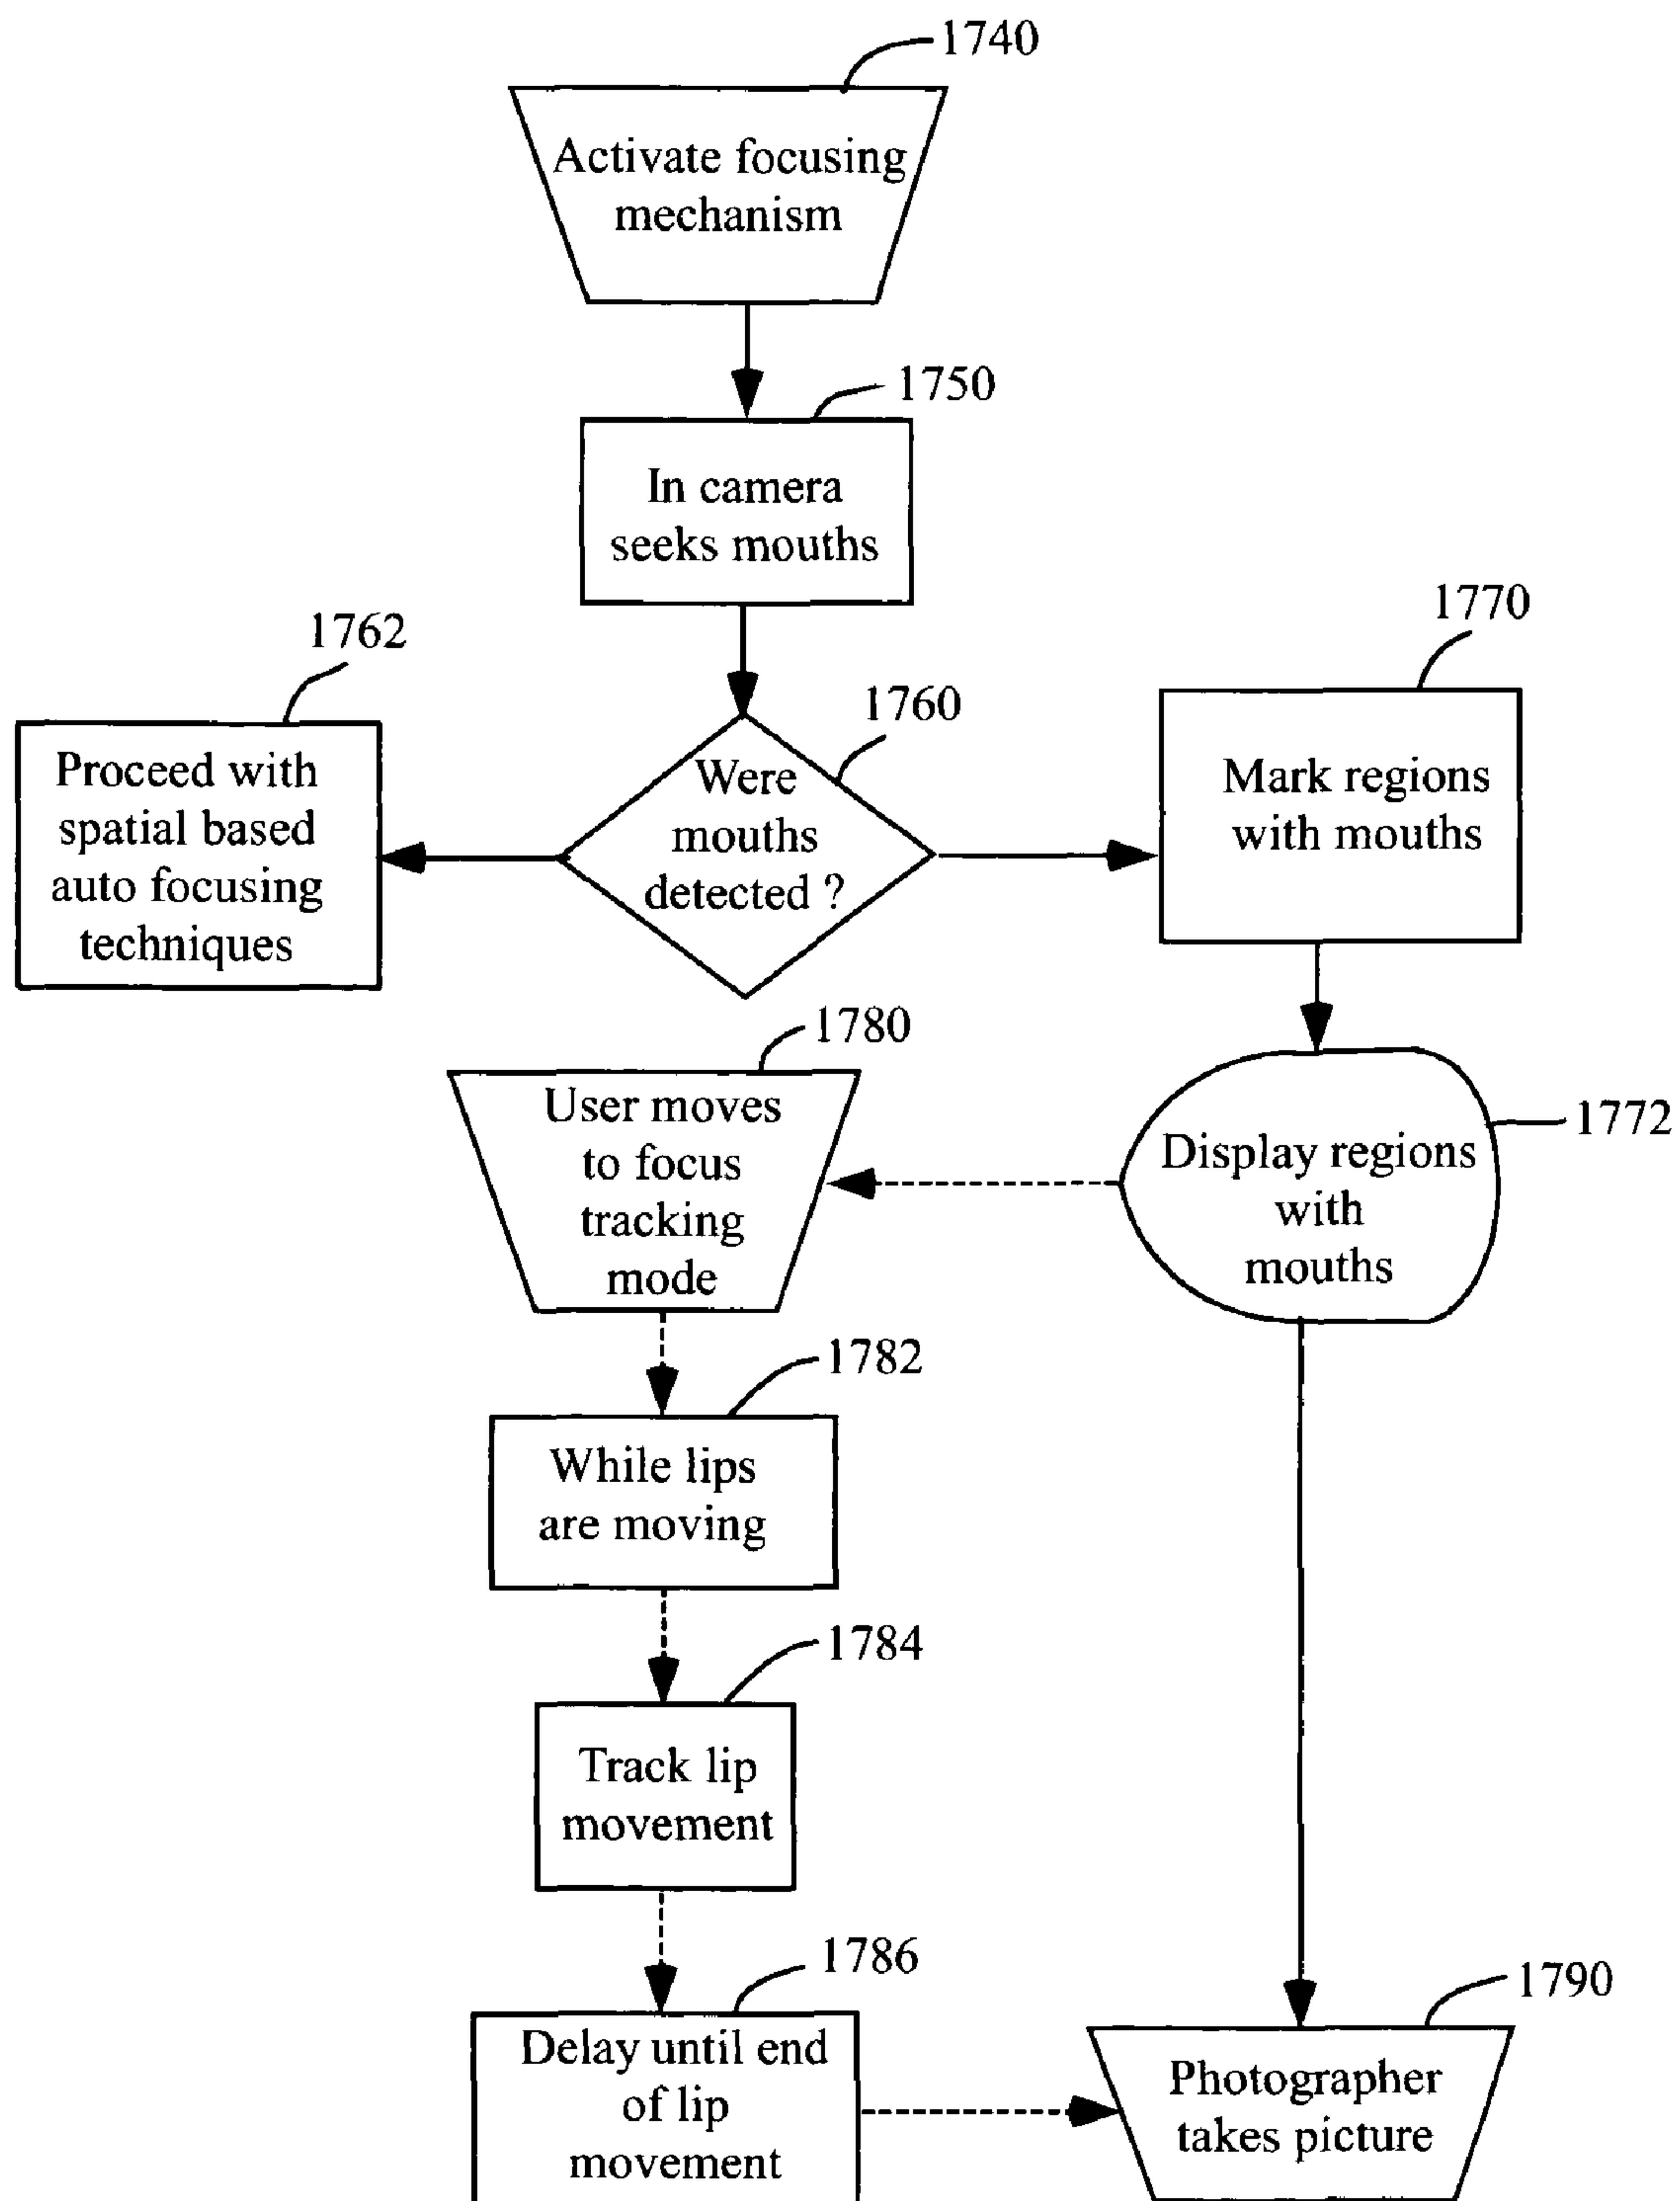 1740
Activate focusing
mechanism
1750
In camera
seeks mouths
1762
Proceed with
spatial based
auto focusing
techniques
1760
Were
mouths
detected ?
1770
Mark regions
with mouths
1780
User moves
to focus
tracking
mode
1772
Display regions
with
mouths
1782
While lips
are moving
1784
Track lip
movement
1786
Delay until end
of lip
movement
1790
Photographer
takes picture